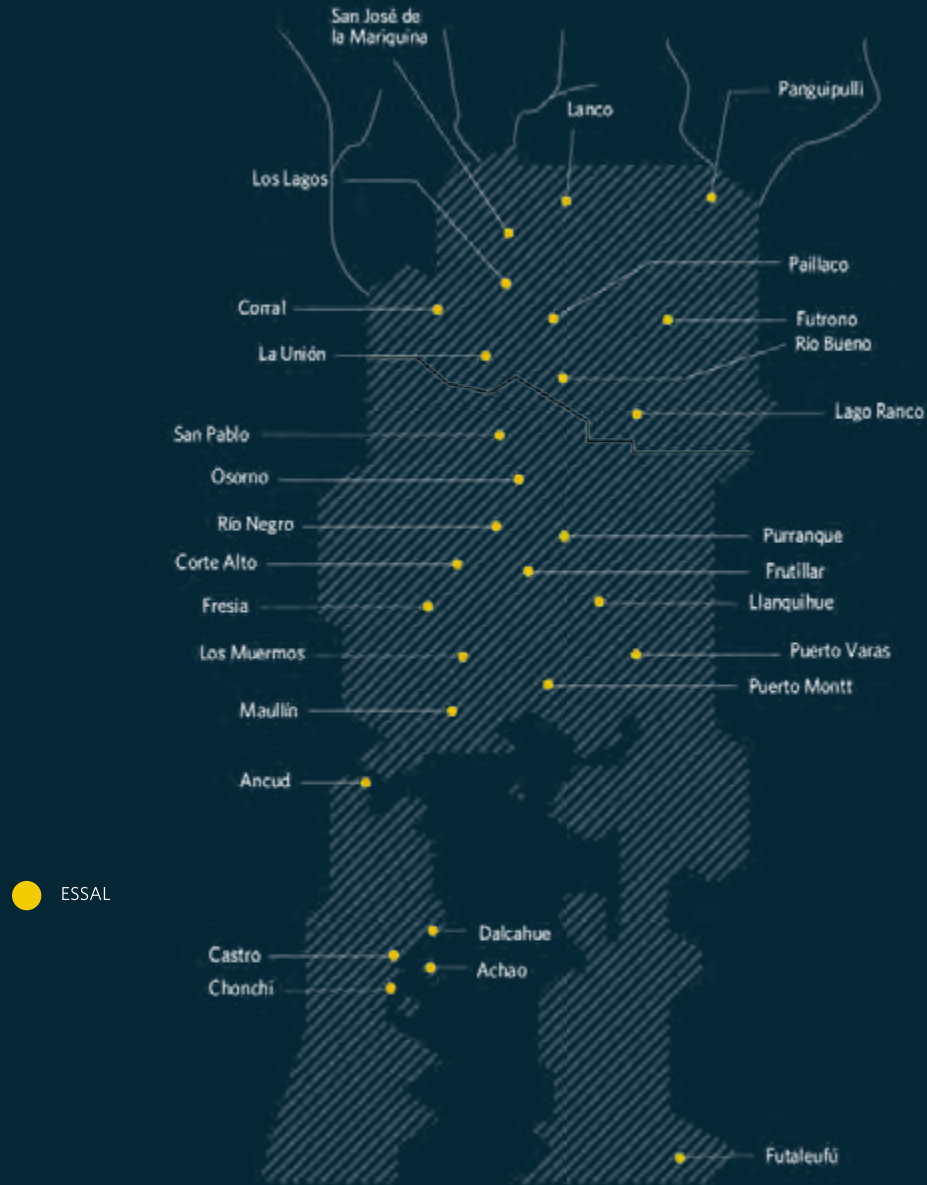 San José de
la Mariquina
Panguipulli
Lanco
Los Lagos
Paillaco
Corral
Futrono
Río Bueno
La Unión
Lago Ranco
San Pablo
Osorno
Río Negro
Purranque
Corte Alto
Frutillar
Llanquihue
Fresia
Los Muermos
Puerto Varas
Puerto Montt
Maullín
Ancud
ESSAL
Dalcahue
Castro
Achao
Chonchi
Futaleufú